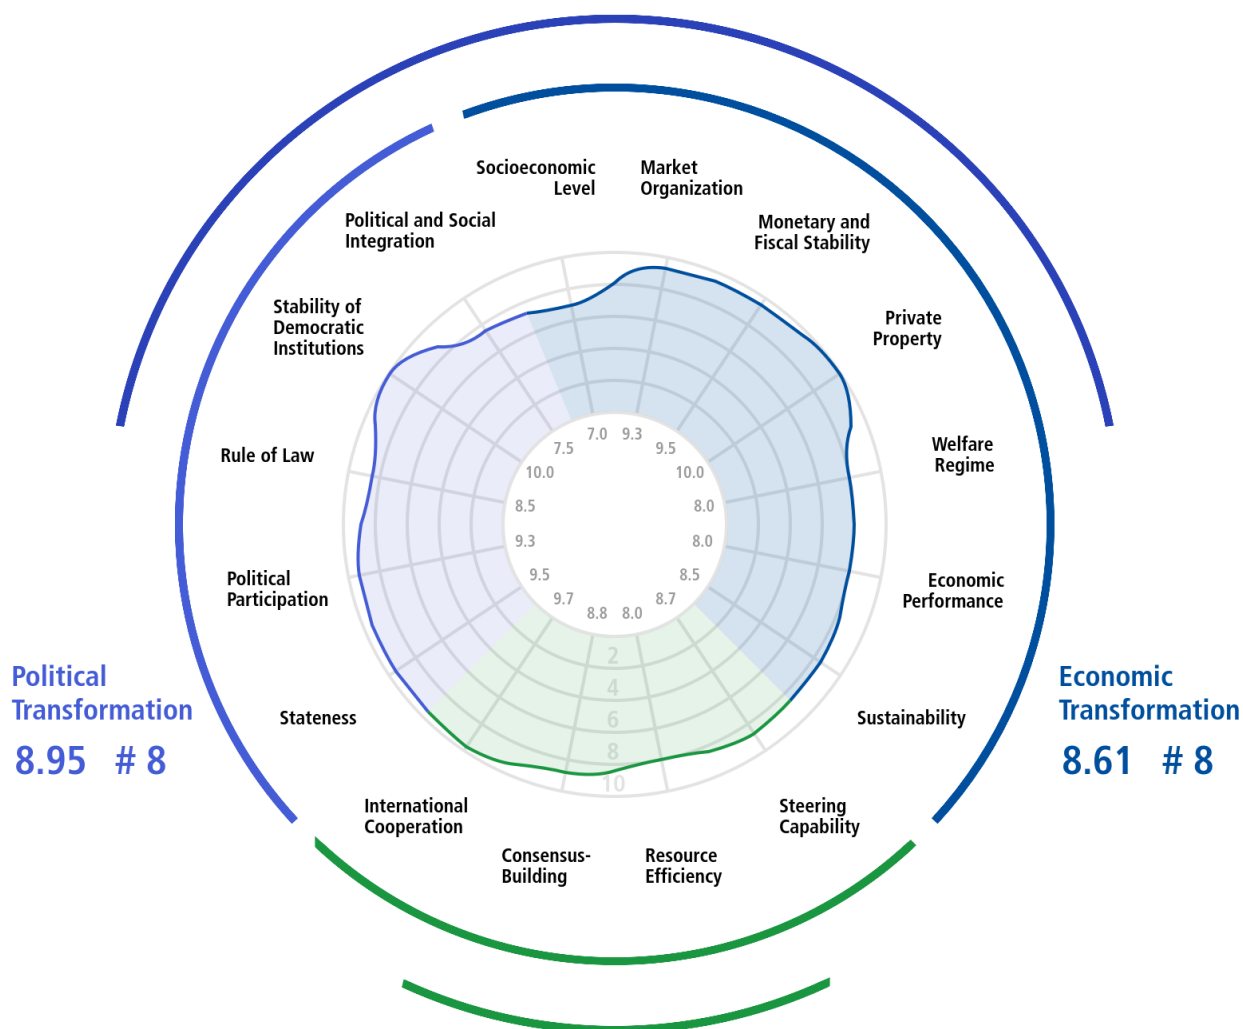 Socioeconomic
Level
Market
Organization
Political and Social
Integration
Monetary and
Fiscal Stability
Stability of
Democratic
Institutions
Private
Property
Rule of Law
Welfare
Regime
Political
Participation
Economic
Performance
Stateness
Sustainability
International
Cooperation
Steering
Capability
Consensus-
Building
Resource
Efficiency
7.0
9.3
7.5
9.5
10.0
10.0
8.5
8.0
9.3
8.0
9.5
8.5
9.7
8.7
8.8
8.0
2
4
6
8
10
Political
Transformation
8.95 # 8
Economic
Transformation
8.61 # 8